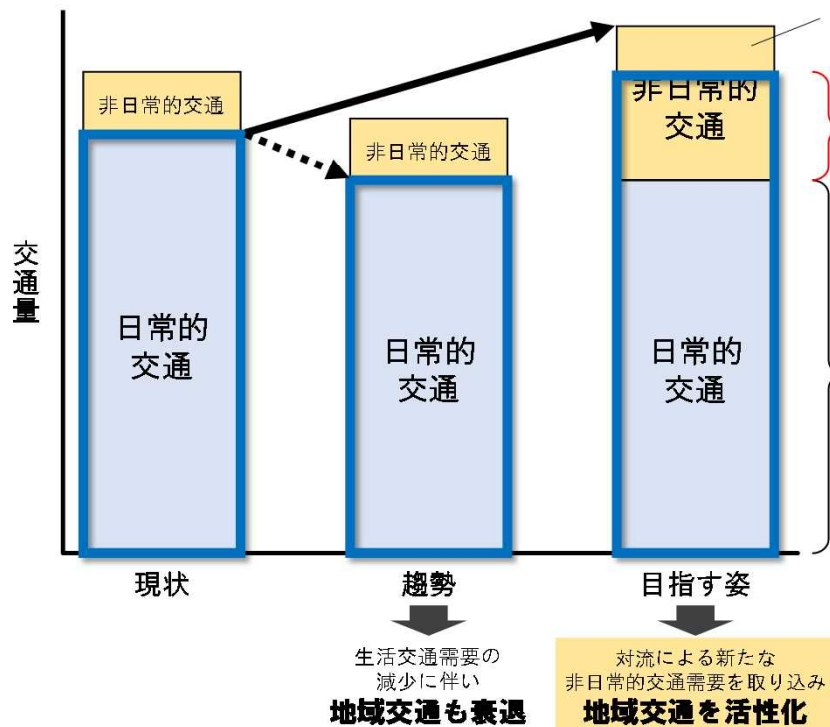 非日常的交通
日常的
交通
非日常的交通
日常的
交通
非日常的
交通
日常的
交通
交通量
現状
趨勢
目指す姿
生活交通需要の
減少に伴い
地域交通も衰退
対流による新たな
非日常的交通需要を取り込み
地域交通を活性化